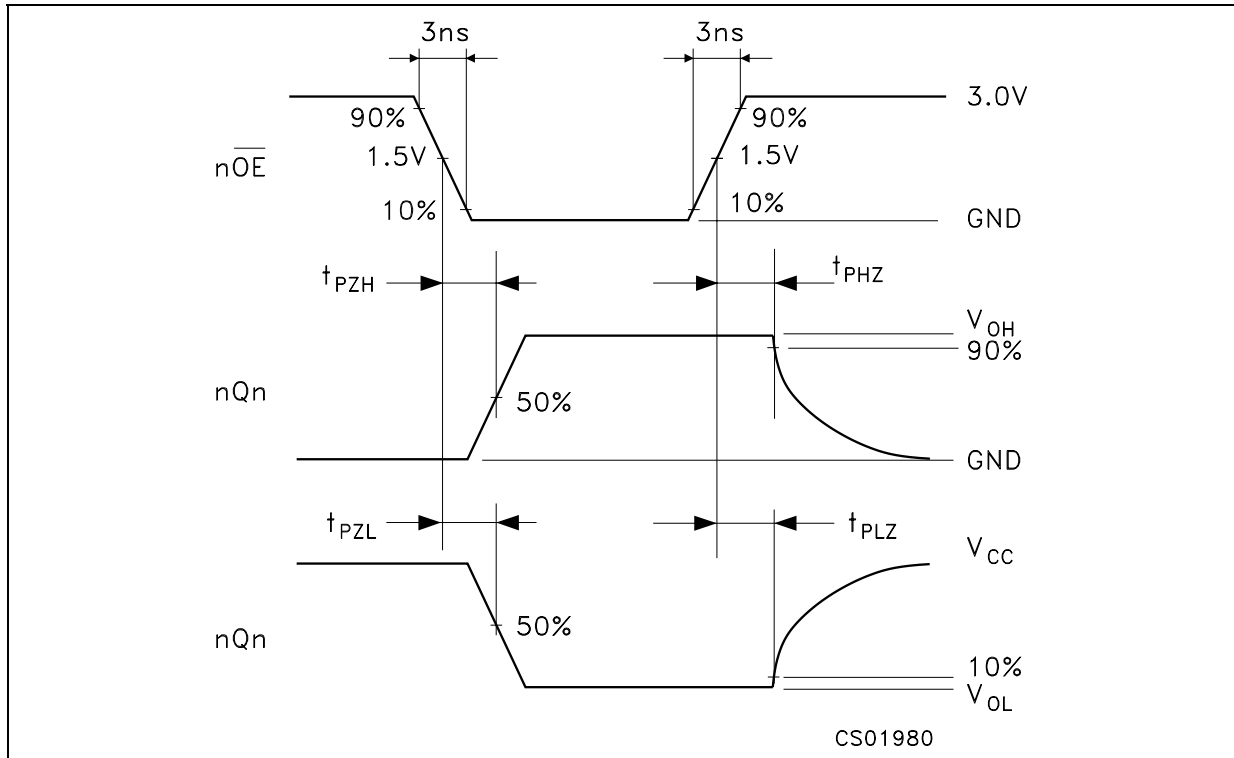 3ns 3ns
3.0V
90% 90%
nOE 1.5V 1.5V
10% 10%
GND
tPZH tPHZ
VOH
90%
nQn 50%
GND
tPZL tPLZ
VCC
nQn 50%
10%
VOL
CS01980